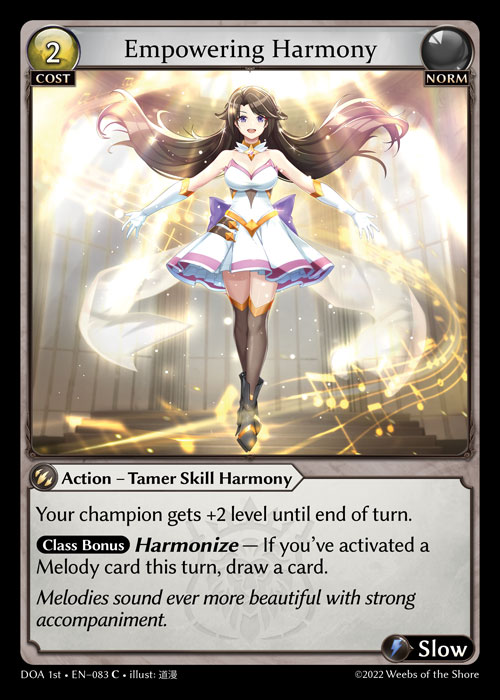 2
COST
Empowering Harmony
NORM
Action – Tamer Skill Harmony
Your champion gets +2 level until end of turn.
Class Bonus Harmonize — If you've activated a
Melody card this turn, draw a card.
Melodies sound ever more beautiful with strong
accompaniment.
Slow
DOA 1st • EN–083 C • illust: 道漫
©2022 Weebs of the Shore